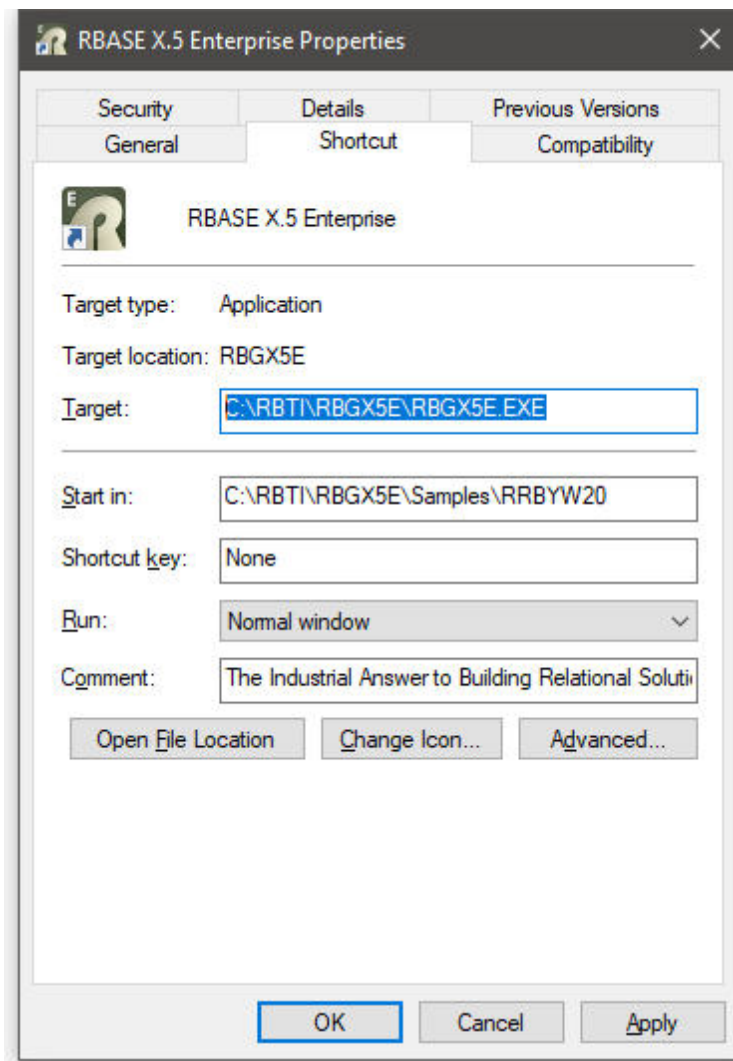 RBASE X.5 Enterprise Properties
Security Details Previous Versions
General Shortcut Compatibility
E
RBASE X.5 Enterprise
Target type: Application
Target location: RBGX5E
Target: C:\RBTI\RBGX5E\RBGX5E.EXE
Start in: C:\RBTI\RBGX5E\Samples\RRBYW20
Shortcut key: None
Run: Normal window
Comment: The Industrial Answer to Building Relational Soluti
Open File Location Change Icon... Advanced...
OK Cancel Apply